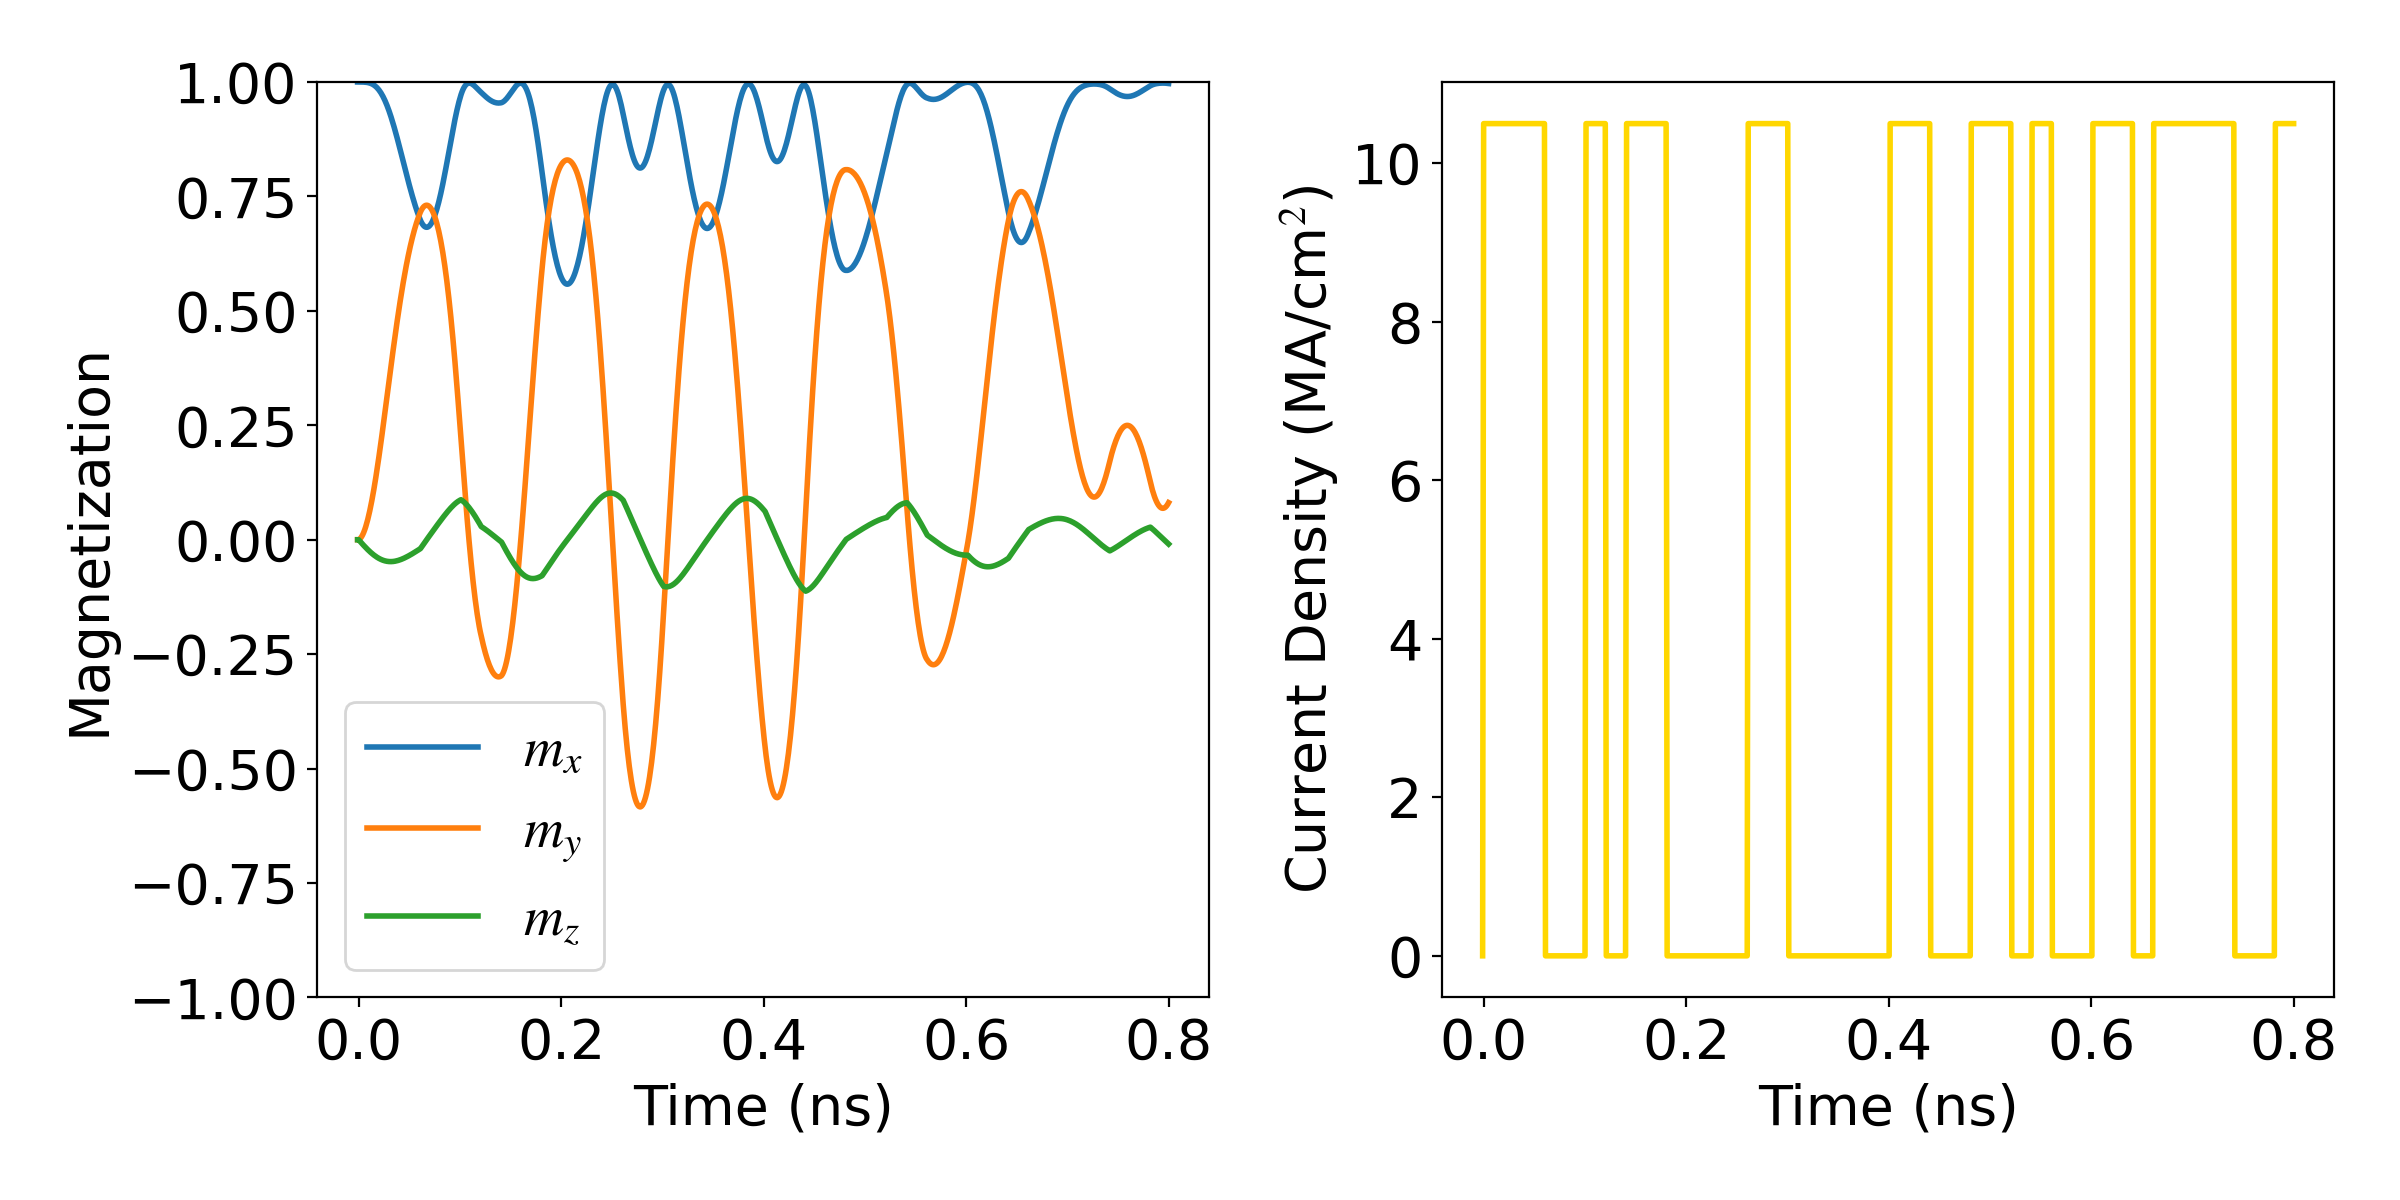 Magnetization
1.00
0.75
0.50
0.25
0.00
−0.25
−0.50
−0.75
−1.00
m_x
m_y
m_z
0.0 0.2 0.4 0.6 0.8
Time (ns)
Current Density (MA/cm²)
10
8
6
4
2
0
0.0 0.2 0.4 0.6 0.8
Time (ns)